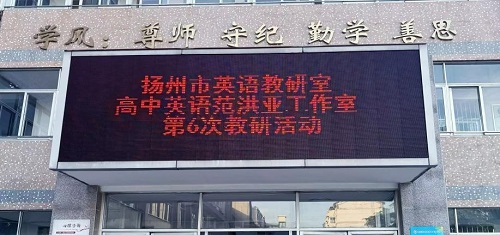 学风：尊师 守纪 勤学 善思
扬州市英语教研室
高中英语范洪亚工作室
第6次教研活动